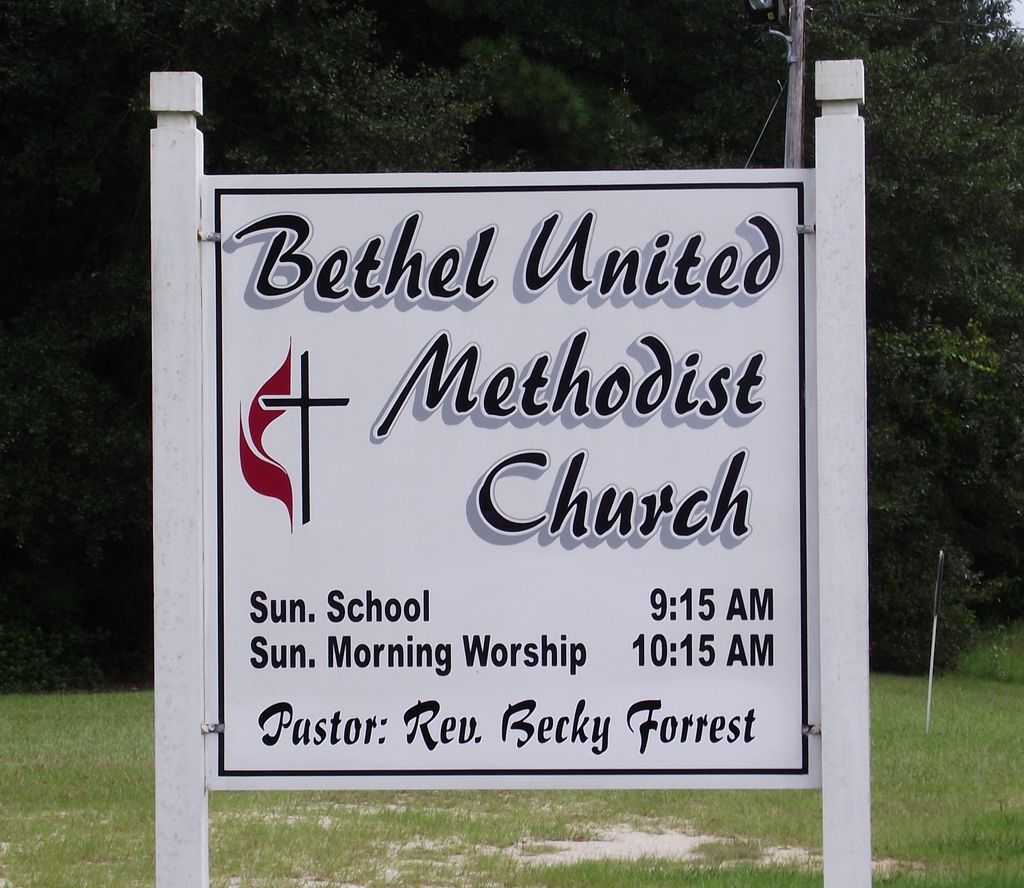 Bethel United
Methodist
Church
Sun. School 9:15 AM
Sun. Morning Worship 10:15 AM
Pastor: Rev. Becky Forrest